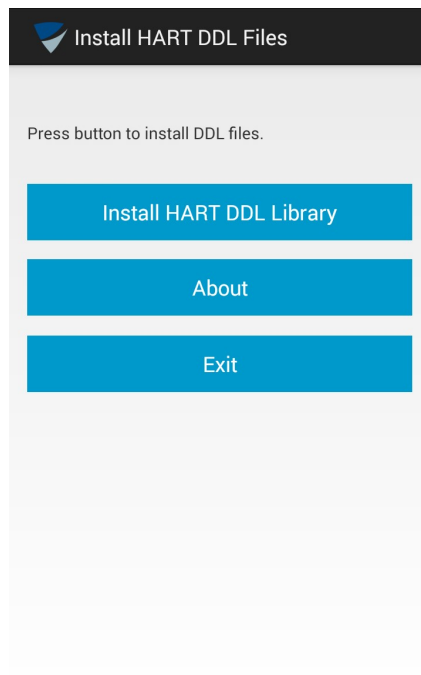 Install HART DDL Files
Press button to install DDL files.
Install HART DDL Library
About
Exit